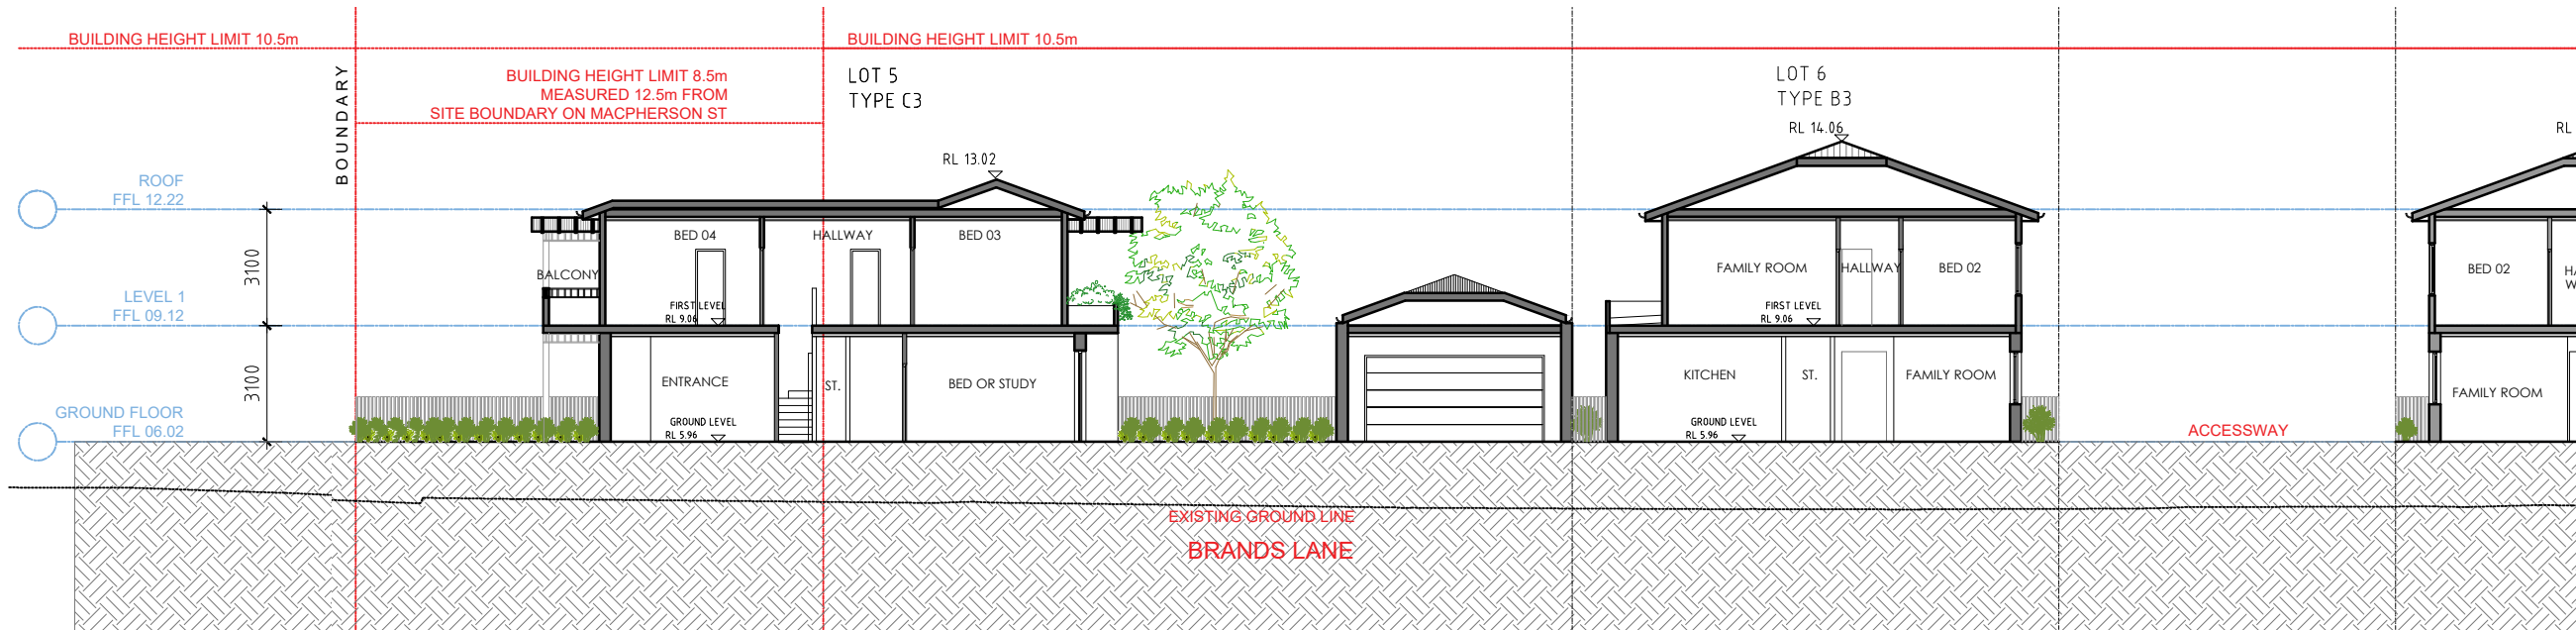 BUILDING HEIGHT LIMIT 10.5m
BUILDING HEIGHT LIMIT 10.5m
BOUNDARY
BUILDING HEIGHT LIMIT 8.5m
MEASURED 12.5m FROM
SITE BOUNDARY ON MACPHERSON ST
LOT 5
TYPE C3
LOT 6
TYPE B3
RL 13.02
RL 14.06
RL
ROOF
FFL 12.22
3100
LEVEL 1
FFL 09.12
3100
GROUND FLOOR
FFL 06.02
BALCONY
BED 04
HALLWAY
BED 03
FIRST LEVEL
RL 9.06
ENTRANCE
ST.
BED OR STUDY
GROUND LEVEL
RL 5.96
FAMILY ROOM
HALLWAY
BED 02
FIRST LEVEL
RL 9.06
KITCHEN
ST.
FAMILY ROOM
GROUND LEVEL
RL 5.96
BED 02
HA
W
FAMILY ROOM
ACCESSWAY
EXISTING GROUND LINE
BRANDS LANE